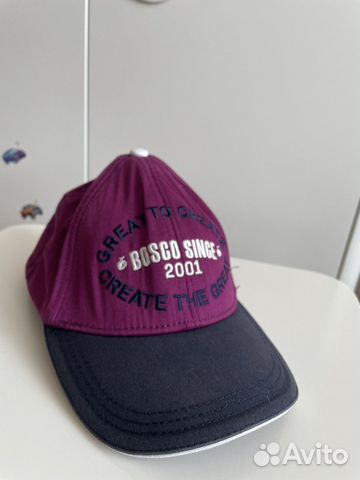 GREAT TO CREATE
BOSCO SINCE
2001
CREATE THE GREAT
Avito